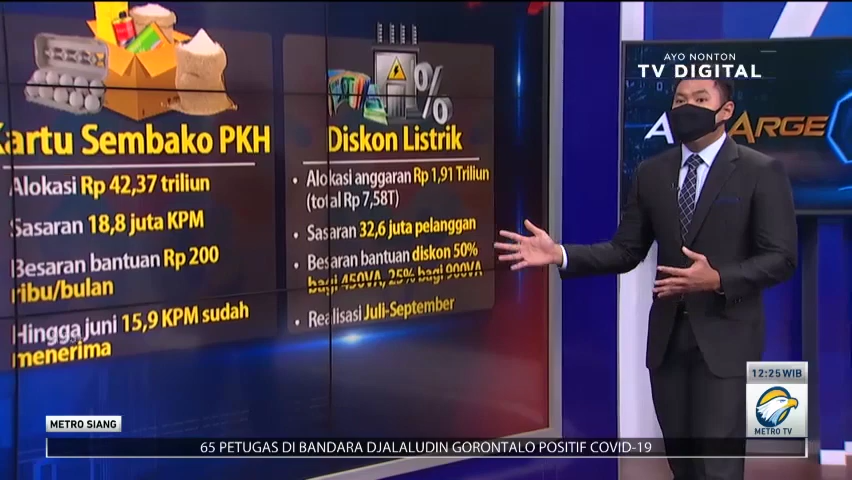 Kartu Sembako PKH
Alokasi Rp 42,37 triliun
Sasaran 18,8 juta KPM
Besaran bantuan Rp 200
ribu/bulan
Hingga juni 15,9 KPM sudah
menerima
%
Diskon Listrik
• Alokasi anggaran Rp 1,91 Triliun
(total Rp 7,58T)
• Sasaran 32,6 juta pelanggan
• Besaran bantuan diskon 50%
bagi 450VA, 25% bagi 900VA
• Realisasi Juli-September
AYO NONTON
TV DIGITAL
ARGE
12:25 WIB
METRO TV
METRO SIANG
65 PETUGAS DI BANDARA DJALALUDIN GORONTALO POSITIF COVID-19